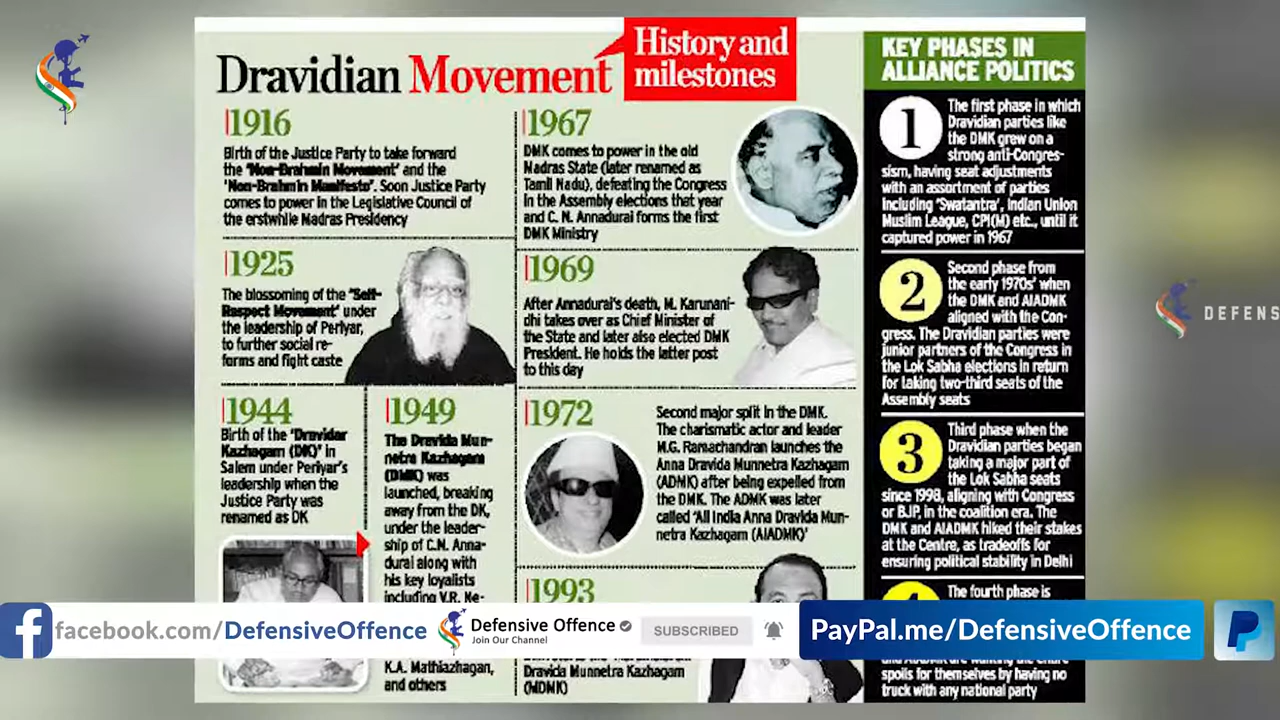 Dravidian Movement
History and
milestones
1916
Birth of the Justice Party to take forward
the 'Non-Brahmin Movement' and the
'Non-Brahmin Manifesto'. Soon Justice Party
comes to power in the Legislative Council of
the erstwhile Madras Presidency
1925
The blossoming of the 'Self-
Respect Movement' under
the leadership of Periyar,
to further social re-
forms and fight caste
1944
Birth of the 'Dravidar
Kazhagam (DK)' in
Salem under Periyar's
leadership when the
Justice Party was
renamed as DK
1949
The Dravida Mun-
netra Kazhagam
(DMK) was
launched, breaking
away from the DK,
under the leader-
ship of C.N. Anna-
durai along with
his key loyalists
including V.R. Ne-
K.A. Mathiazhagan,
and others
1967
DMK comes to power in the old
Madras State (later renamed as
Tamil Nadu), defeating the Congress
in the Assembly elections that year
and C. N. Annadurai forms the first
DMK Ministry
1969
After Annadurai's death, M. Karunani-
dhi takes over as Chief Minister of
the State and later also elected DMK
President. He holds the latter post
to this day
1972
Second major split in the DMK.
The charismatic actor and leader
M.G. Ramachandran launches the
Anna Dravida Munnetra Kazhagam
(ADMK) after being expelled from
the DMK. The ADMK was later
called 'All India Anna Dravida Mun-
netra Kazhagam (AIADMK)'
1993
Dravida Munnetra Kazhagam
(MDMK)
KEY PHASES IN
ALLIANCE POLITICS
1
The first phase in which
Dravidian parties like
the DMK grew on a
strong anti-Congres-
sism, having seat adjustments
with an assortment of parties
including 'Swatantra', Indian Union
Muslim League, CPI(M) etc., until it
captured power in 1967
2
Second phase from
the early 1970s' when
the DMK and AIADMK
aligned with the Con-
gress. The Dravidian parties were
junior partners of the Congress in
the Lok Sabha elections in return
for taking two-third seats of the
Assembly seats
3
Third phase when the
Dravidian parties began
taking a major part of
the Lok Sabha seats
since 1998, aligning with Congress
or BJP, in the coalition era. The
DMK and AIADMK hiked their stakes
at the Centre, as tradeoffs for
ensuring political stability in Delhi
The fourth phase is
spoils for themselves by having no
truck with any national party
DEFENS
facebook.com/DefensiveOffence
Defensive Offence
Join Our Channel
SUBSCRIBED
PayPal.me/DefensiveOffence